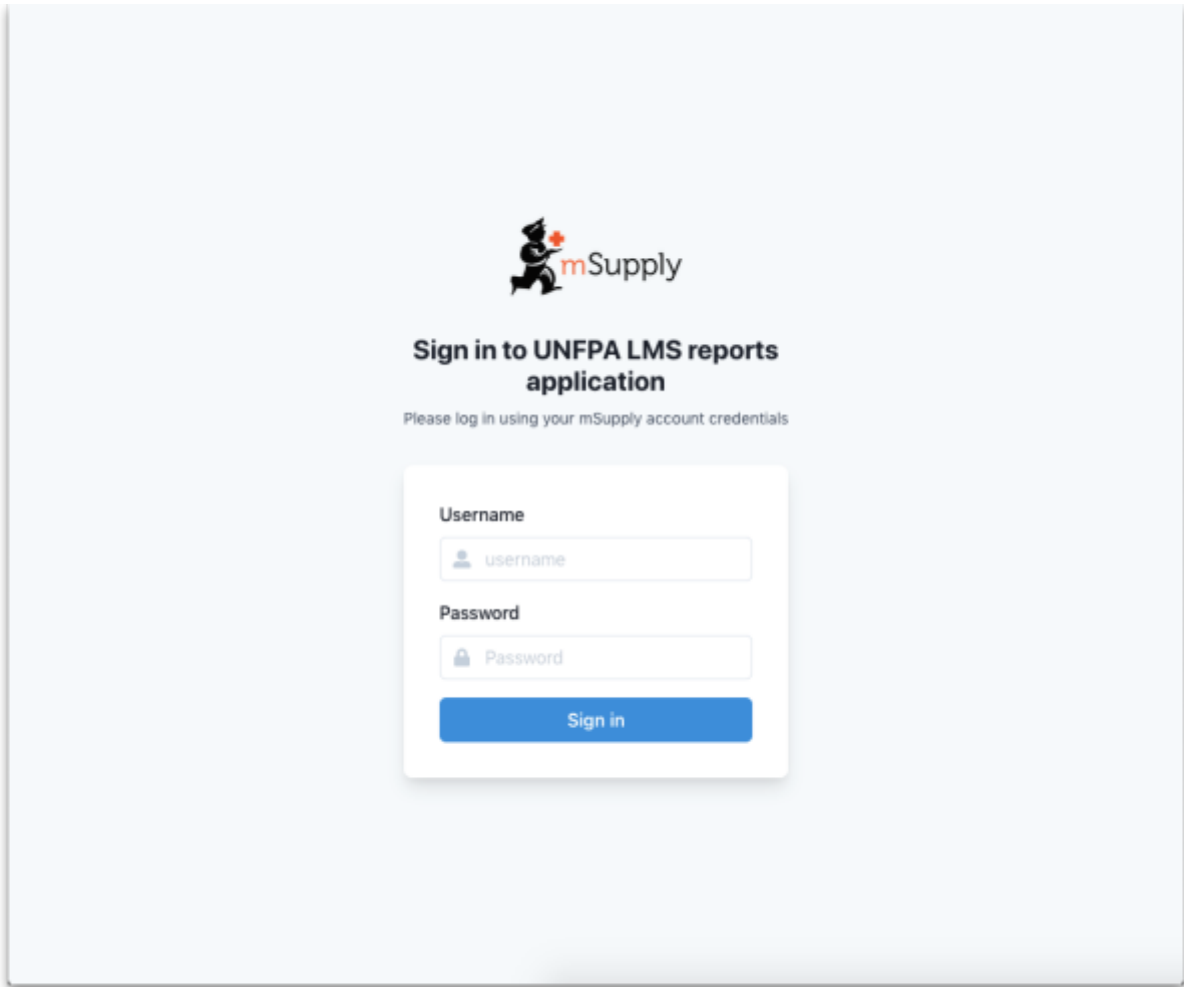 mSupply
Sign in to UNFPA LMS reports
application
Please log in using your mSupply account credentials
Username
username
Password
Password
Sign in